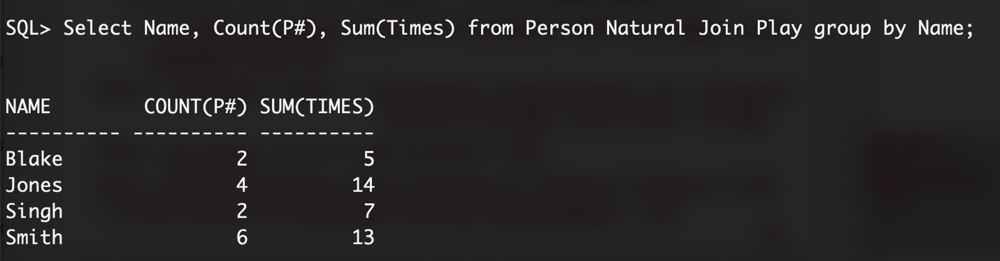 SQL> Select Name, Count(P#), Sum(Times) from Person Natural Join Play group by Name;
NAME COUNT(P#) SUM(TIMES)
---------- ---------- ----------
Blake 2 5
Jones 4 14
Singh 2 7
Smith 6 13